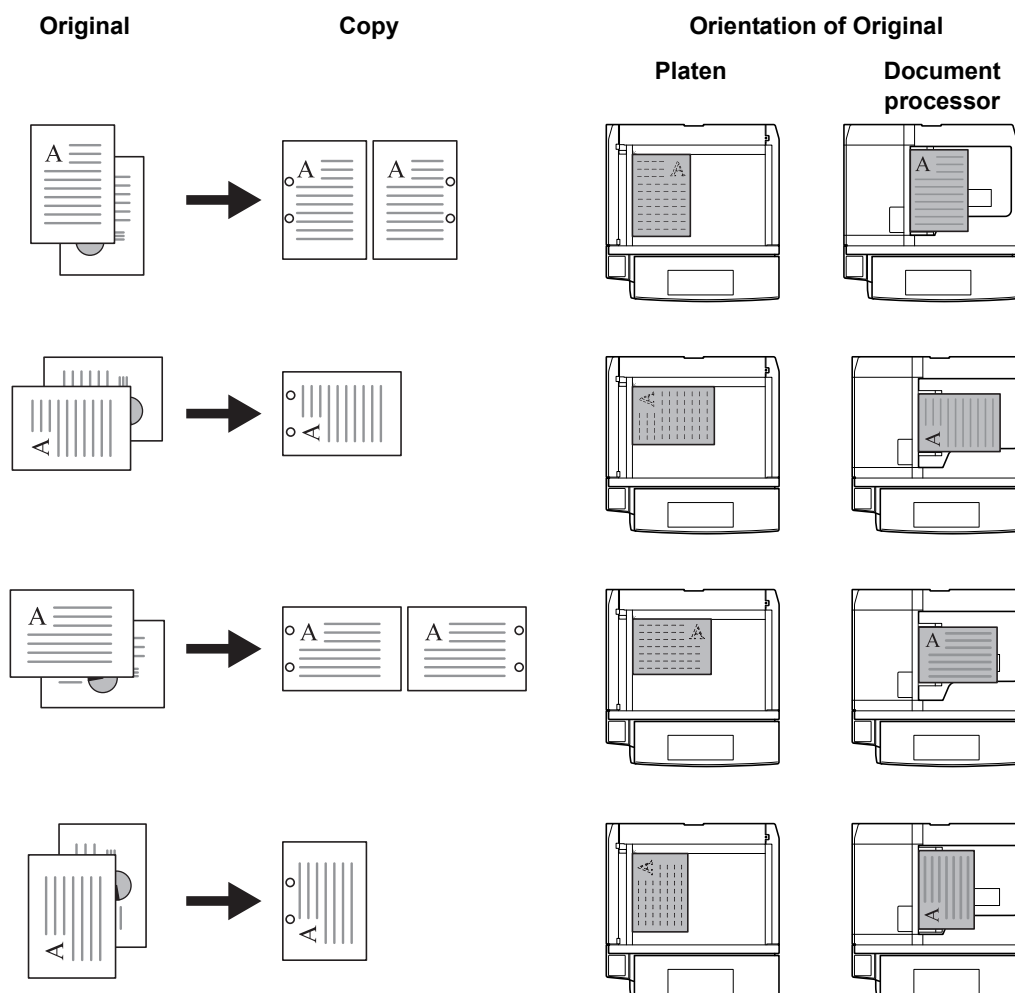 Original Copy Orientation of Original
Platen Document
processor
A A A A A
A A A A
A A A A A
A A A A